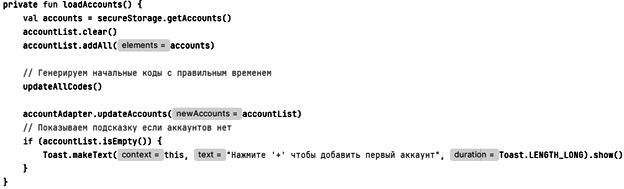 private fun loadAccounts() {
val accounts = secureStorage.getAccounts()
accountList.clear()
accountList.addAll( elements = accounts)
// Генерируем начальные коды с правильным временем
updateAllCodes()
accountAdapter.updateAccounts( newAccounts = accountList)
// Показываем подсказку если аккаунтов нет
if (accountList.isEmpty()) {
Toast.makeText( context = this, text = "Нажмите '+' чтобы добавить первый аккаунт", duration = Toast.LENGTH_LONG).show()
}
}